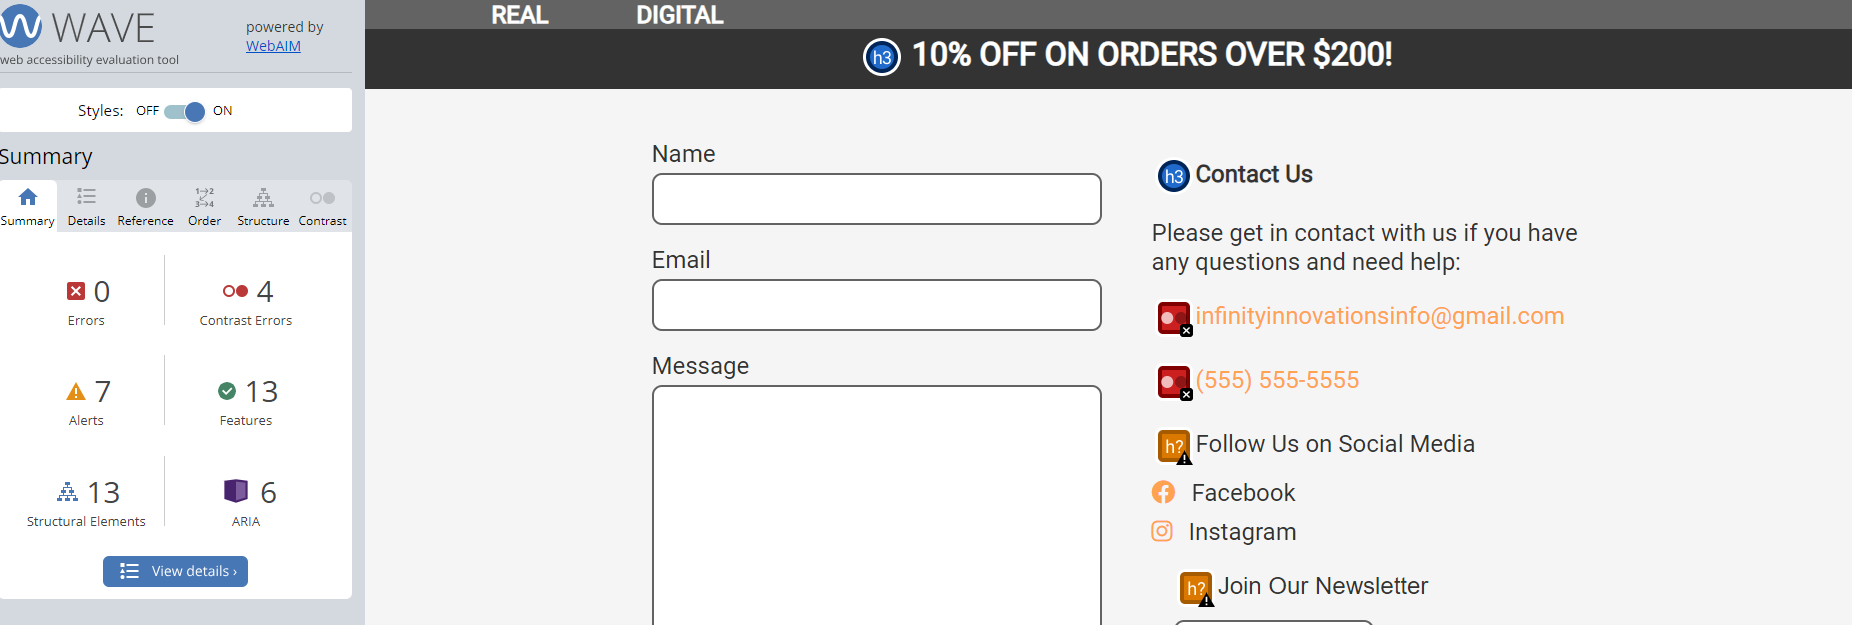 WAVE
powered by
WebAIM
web accessibility evaluation tool
Styles: OFF ON
Summary
Summary Details Reference Order Structure Contrast
0
Errors
4
Contrast Errors
7
Alerts
13
Features
13
Structural Elements
6
ARIA
View details ›
REAL DIGITAL
h3 10% OFF ON ORDERS OVER $200!
Name
Email
Message
h3 Contact Us
Please get in contact with us if you have
any questions and need help:
infinityinnovationsinfo@gmail.com
(555) 555-5555
h? Follow Us on Social Media
Facebook
Instagram
h? Join Our Newsletter